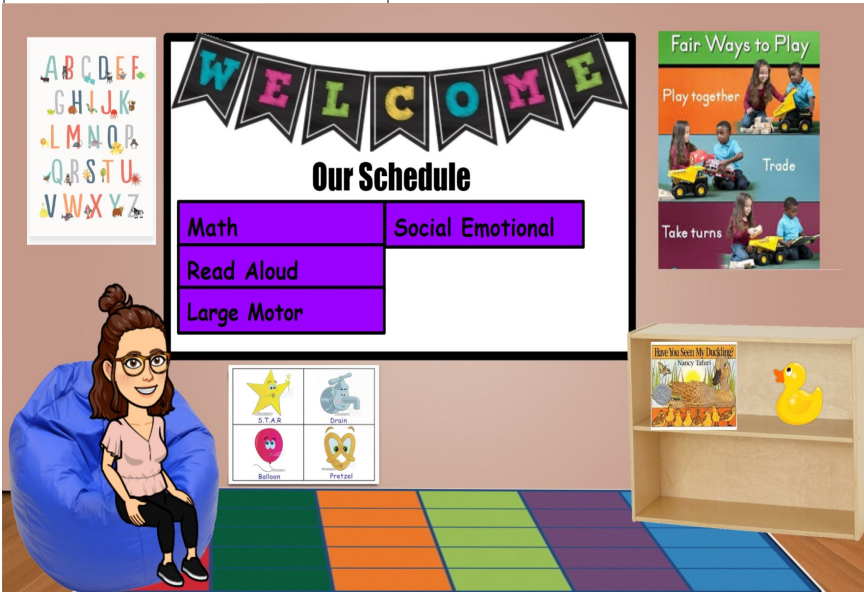 WELCOME
Our Schedule
Math
Social Emotional
Read Aloud
Large Motor
ABCDEF
GHIJK
LMNOP
QRSTU
VWXYZ
Fair Ways to Play
Play together
Trade
Take turns
S.T.A.R
Drain
Balloon
Pretzel
Have You Seen My Duckling?
Nancy Tafuri